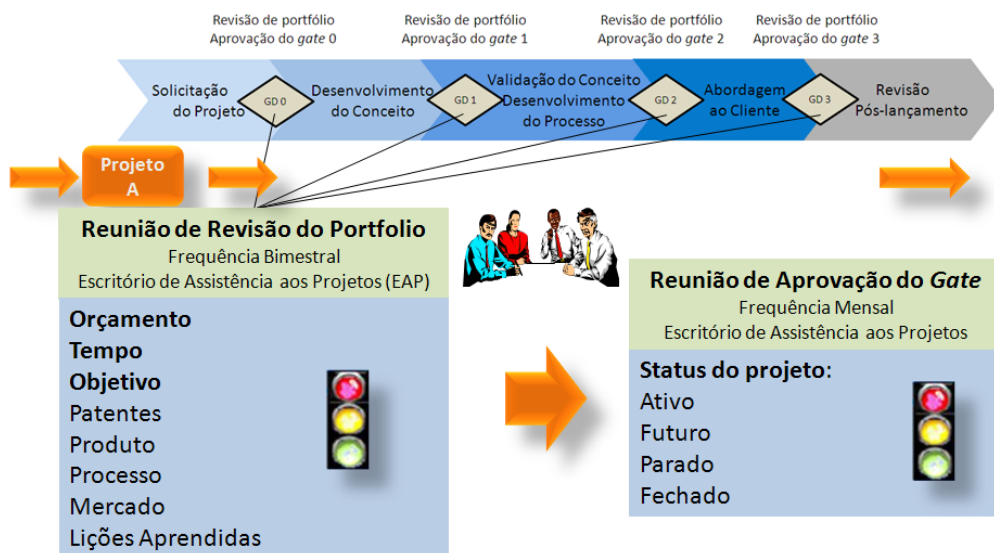 Revisão de portfólio
Aprovação do gate 0
Revisão de portfólio
Aprovação do gate 1
Revisão de portfólio
Aprovação do gate 2
Revisão de portfólio
Aprovação do gate 3
Solicitação
do Projeto
GD 0
Desenvolvimento
do Conceito
GD 1
Validação do Conceito
Desenvolvimento
do Processo
GD 2
Abordagem
ao Cliente
GD 3
Revisão
Pós-lançamento
Projeto
A
Reunião de Revisão do Portfolio
Frequência Bimestral
Escritório de Assistência aos Projetos (EAP)
Orçamento
Tempo
Objetivo
Patentes
Produto
Processo
Mercado
Lições Aprendidas
Reunião de Aprovação do Gate
Frequência Mensal
Escritório de Assistência aos Projetos
Status do projeto:
Ativo
Futuro
Parado
Fechado